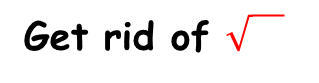 Get rid of √